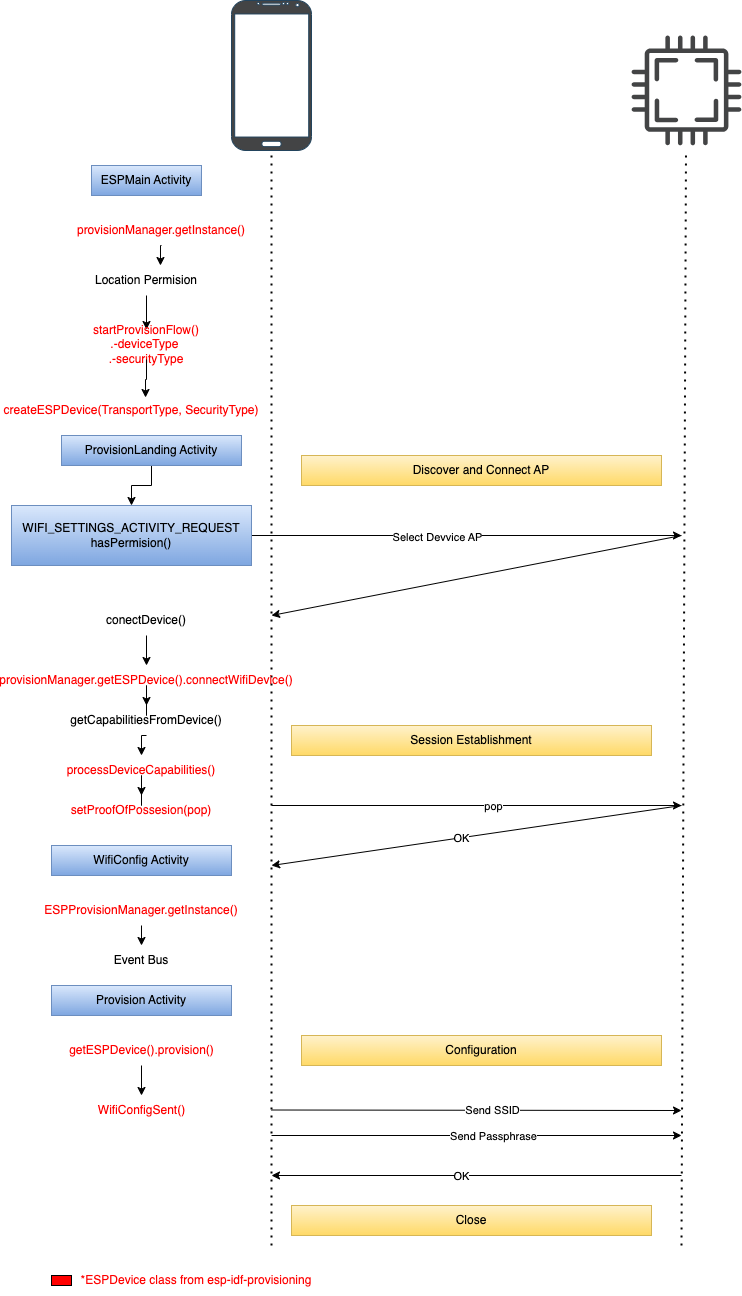 ESPMain Activity
provisionManager.getInstance()
Location Permision
startProvisionFlow()
.-deviceType
.-securityType
createESPDevice(TransportType, SecurityType)
ProvisionLanding Activity
Discover and Connect AP
WIFI_SETTINGS_ACTIVITY_REQUEST
hasPermision()
Select Devvice AP
conectDevice()
provisionManager.getESPDevice().connectWifiDevice()
getCapabilitiesFromDevice()
Session Establishment
processDeviceCapabilities()
setProofOfPossesion(pop)
pop
OK
WifiConfig Activity
ESPProvisionManager.getInstance()
Event Bus
Provision Activity
getESPDevice().provision()
Configuration
WifiConfigSent()
Send SSID
Send Passphrase
OK
Close
*ESPDevice class from esp-idf-provisioning